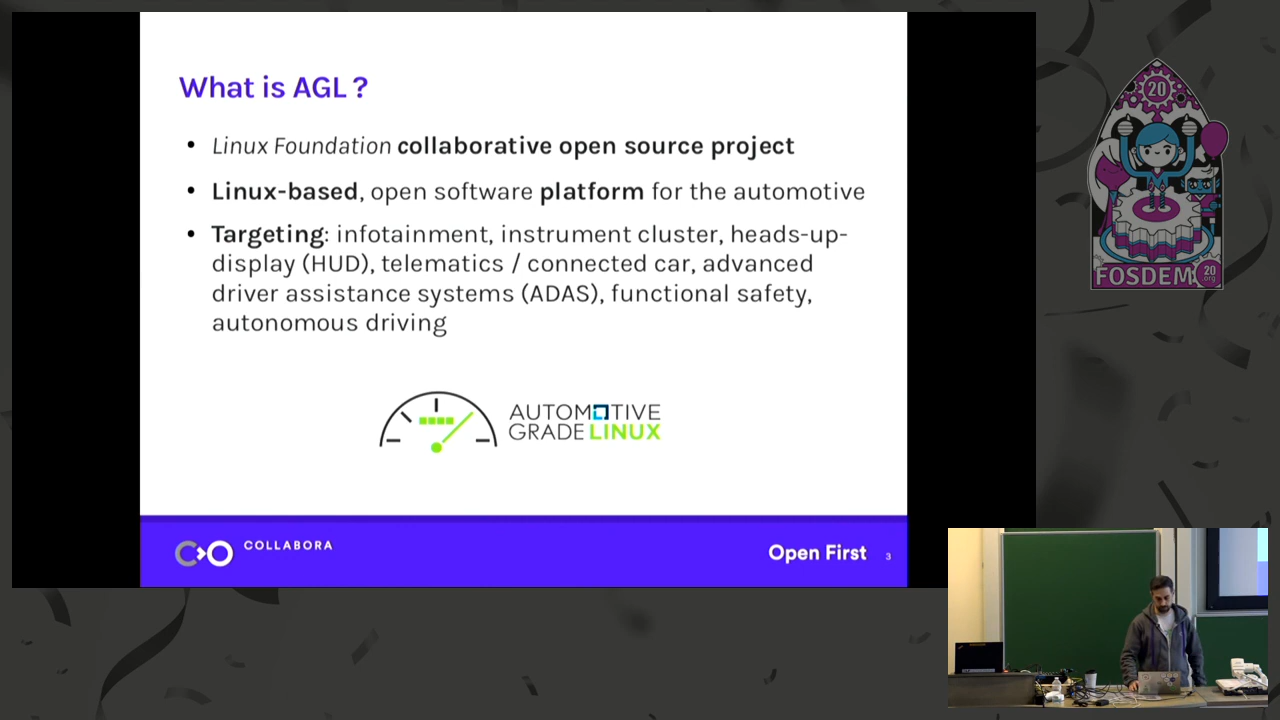 What is AGL ?
• Linux Foundation collaborative open source project
• Linux-based, open software platform for the automotive
• Targeting: infotainment, instrument cluster, heads-up-
display (HUD), telematics / connected car, advanced
driver assistance systems (ADAS), functional safety,
autonomous driving
AUTOMOTIVE
GRADE LINUX
COLLABORA
Open First
3
20
FOSDEM
20
.org